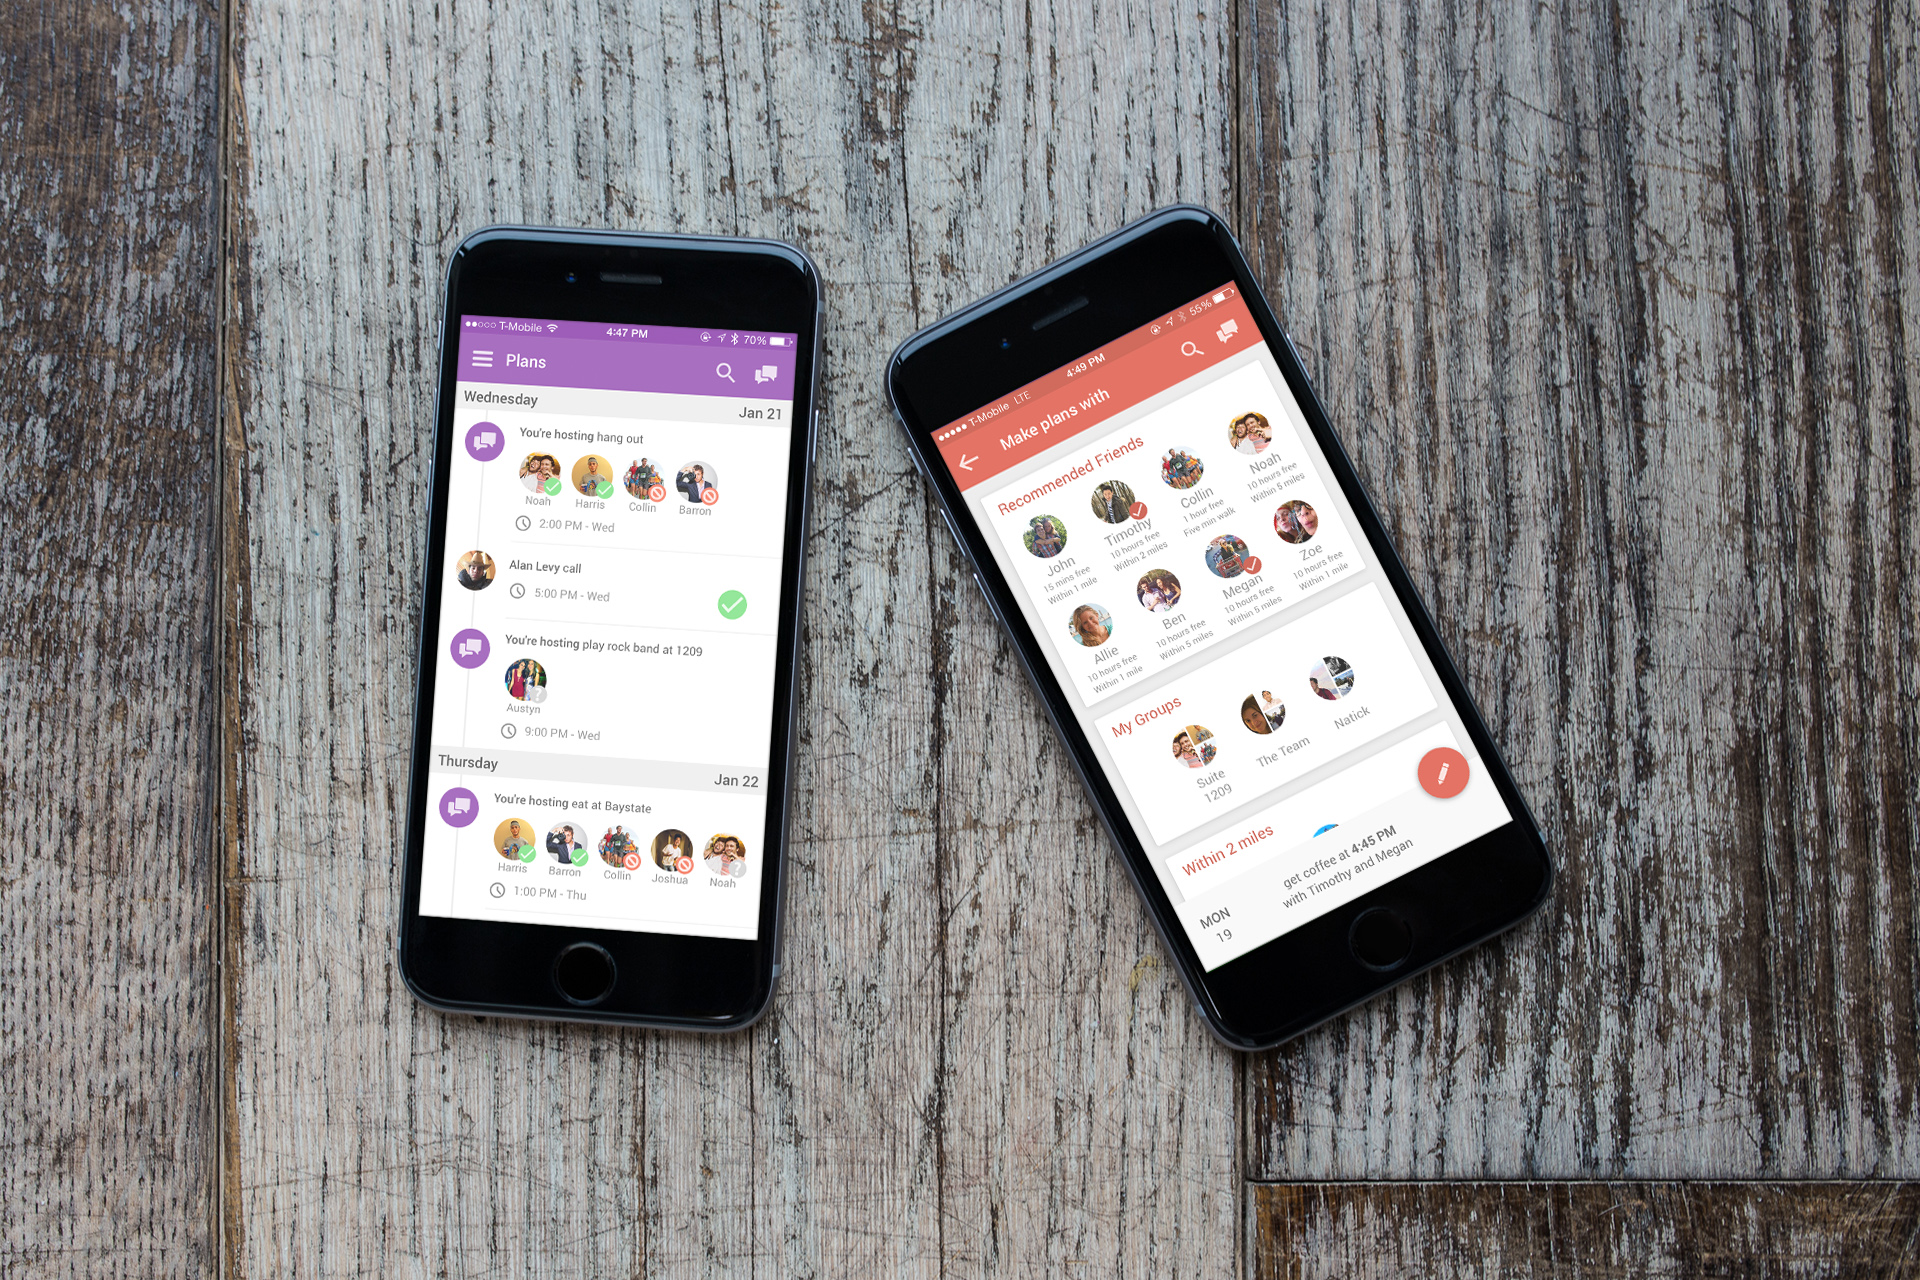 T-Mobile
4:47 PM
70%
Plans
Wednesday
Jan 21
You're hosting hang out
Noah
Harris
Collin
Barron
2:00 PM - Wed
Alan Levy call
5:00 PM - Wed
You're hosting play rock band at 1209
?
Austyn
9:00 PM - Wed
Thursday
Jan 22
You're hosting eat at Baystate
?
Harris
Barron
Collin
Joshua
Noah
1:00 PM - Thu
T-Mobile LTE
4:49 PM
55%
Make plans with
Recommended Friends
John
15 mins free
Within 1 mile
Timothy
10 hours free
Within 2 miles
Collin
1 hour free
Five min walk
Noah
10 hours free
Within 5 miles
Allie
10 hours free
Within 1 mile
Ben
10 hours free
Within 5 miles
Megan
10 hours free
Within 5 miles
Zoe
10 hours free
Within 1 mile
My Groups
Suite
1209
The Team
Natick
Within 2 miles
MON
19
get coffee at 4:45 PM
with Timothy and Megan